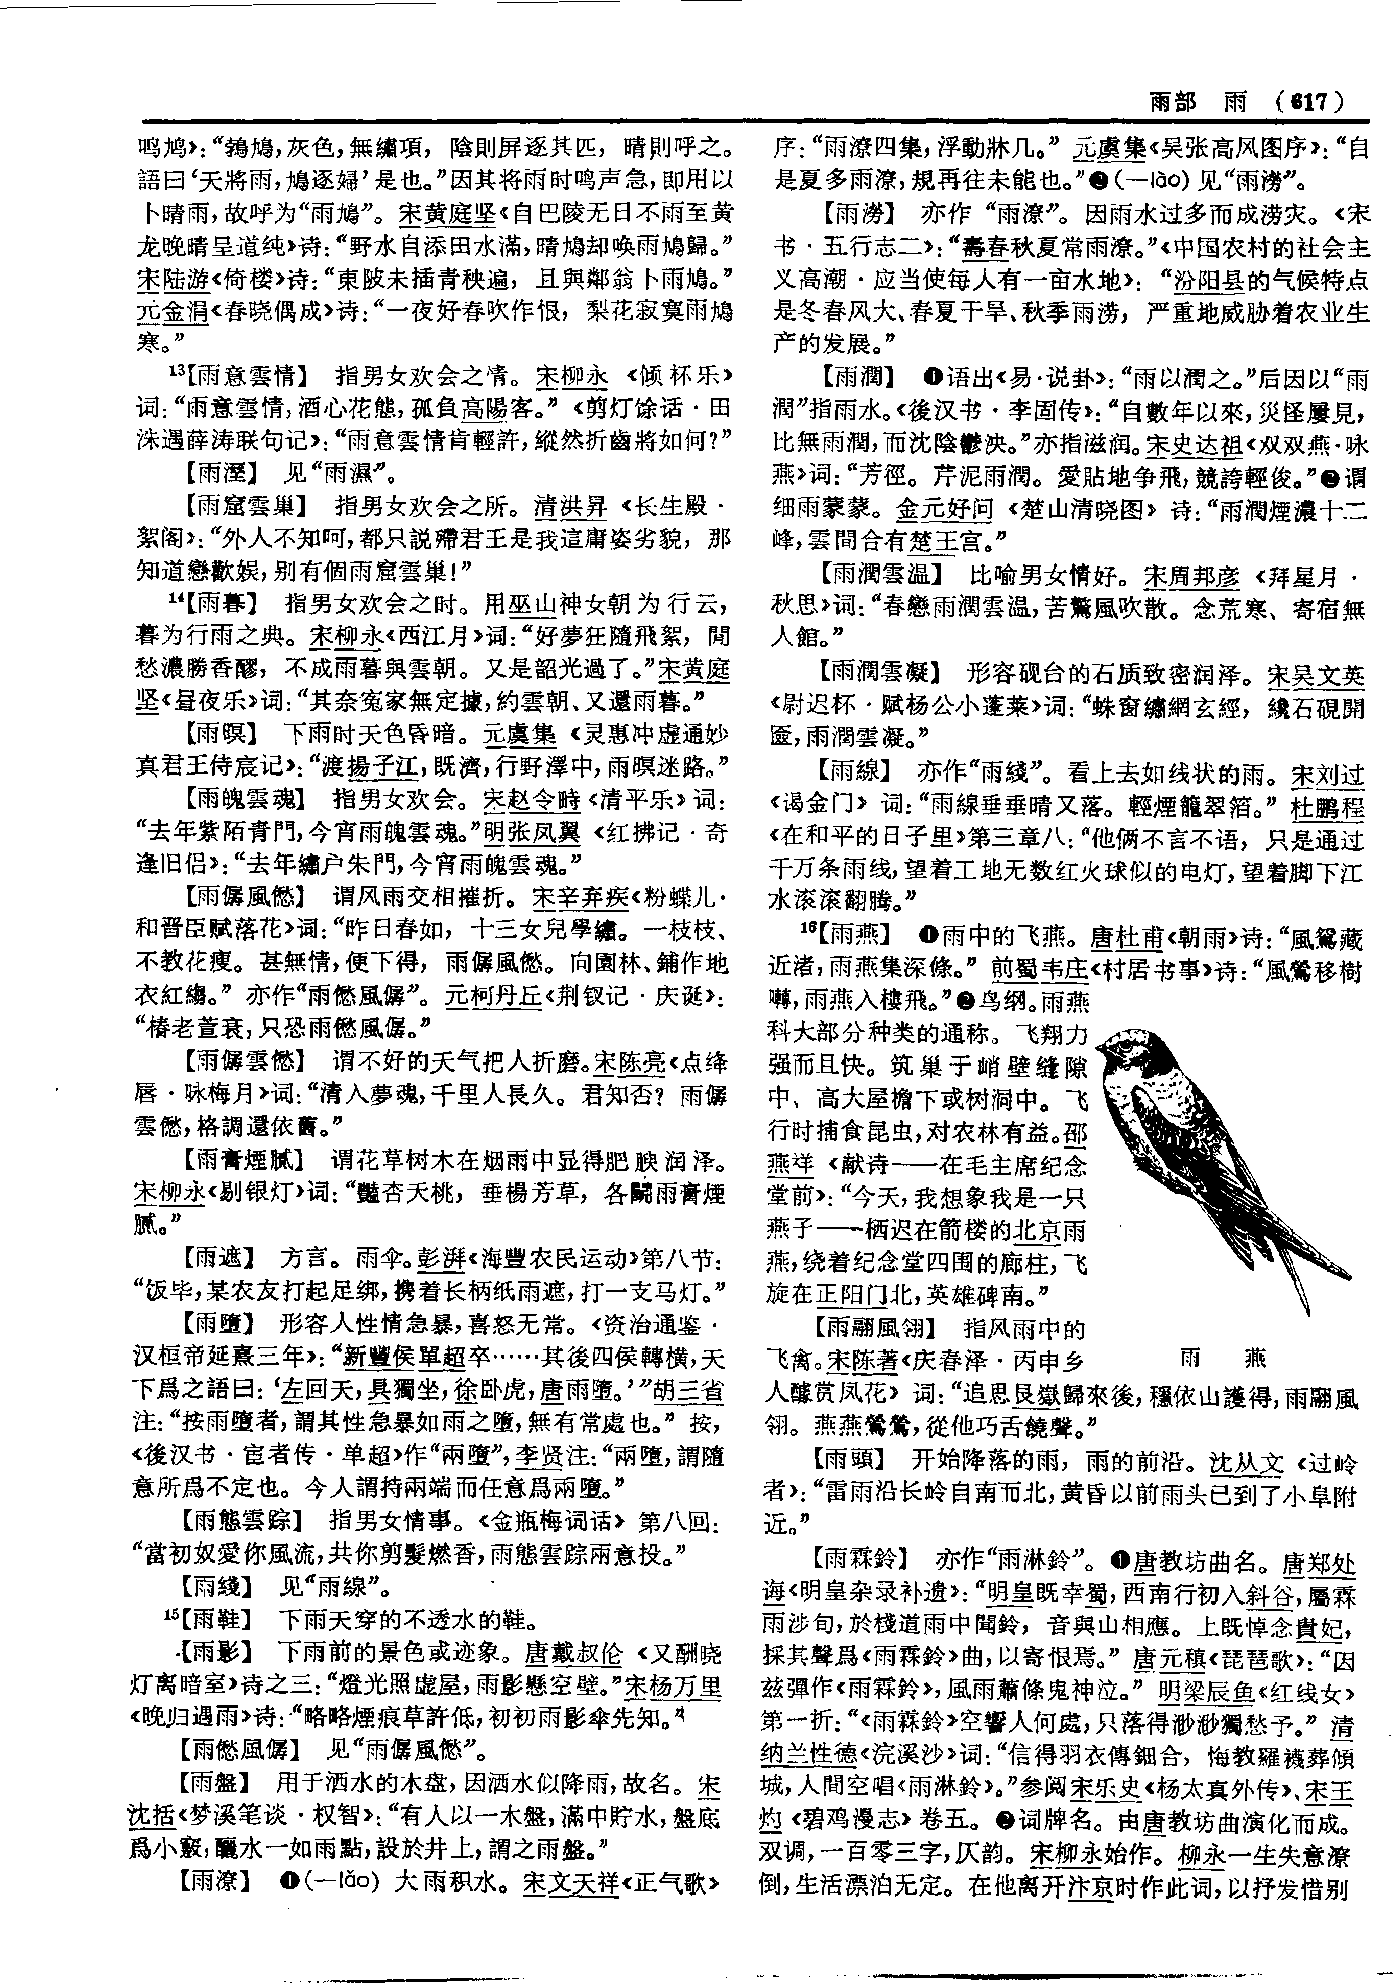 雨部 雨 (617)
鸣鸠》：“鵓鳩，灰色，無繡項，陰則屏逐其匹，晴則呼之。
語曰‘天將雨，鳩逐婦’是也。”因其将雨时鸣声急，即用以
卜晴雨，故呼为“雨鳩”。宋黄庭坚《自巴陵无日不雨至黄
龙晚晴呈道纯》诗：“野水自添田水滿，晴鳩却唤雨鳩歸。”
宋陆游《倚楼》诗：“東陂未插青秧遍，且與鄰翁卜雨鳩。”
元金涓《春晓偶成》诗：“一夜好春吹作恨，梨花寂寞雨鳩
寒。”
13【雨意雲情】 指男女欢会之情。宋柳永《倾杯乐》
词：“雨意雲情，酒心花態，孤負高陽客。”《剪灯馀话·田
洙遇薛涛联句记》：“雨意雲情肯輕許，縱然折齒將如何？”
【雨溼】 见“雨濕”。
【雨窟雲巢】 指男女欢会之所。清洪昇《长生殿·
絮阁》：“外人不知呵，都只説殢君王是我這庸姿劣貌，那
知道戀歡娱，别有個雨窟雲巢！”
14【雨暮】 指男女欢会之时。用巫山神女朝为行云，
暮为行雨之典。宋柳永《西江月》词：“好夢狂隨飛絮，閒
愁濃勝香醪，不成雨暮與雲朝。又是韶光過了。”宋黄庭
坚《昼夜乐》词：“其奈寃家無定據，約雲朝、又還雨暮。”
【雨暝】 下雨时天色昏暗。元虞集《灵惠冲虚通妙
真君王侍宸记》：“渡揚子江，既濟，行野澤中，雨暝迷路。”
【雨魄雲魂】 指男女欢会。宋赵令畤《清平乐》词：
“去年紫陌青門，今宵雨魄雲魂。”明张凤翼《红拂记·奇
逢旧侣》：“去年繡户朱門，今宵雨魄雲魂。”
【雨僝風僽】 谓风雨交相摧折。宋辛弃疾《粉蝶儿·
和晋臣赋落花》词：“昨日春如，十三女兒學繡。一枝枝、
不教花瘦。甚無情，便下得，雨僝風僽。向園林、鋪作地
衣紅縐。”亦作“雨僽風僝”。元柯丹丘《荆钗记·庆诞》：
“椿老萱衰，只恐雨僽風僝。”
【雨僝雲僽】 谓不好的天气把人折磨。宋陈亮《点绛
唇·咏梅月》词：“清入夢魂，千里人長久。君知否？雨僝
雲僽，格調還依舊。”
【雨膏煙膩】 谓花草树木在烟雨中显得肥腴润泽。
宋柳永《剔银灯》词：“艷杏夭桃，垂楊芳草，各鬭雨膏煙
膩。”
【雨遮】 方言。雨伞。彭湃《海豐农民运动》第八节：
“饭毕，某农友打起足绑，携着长柄纸雨遮，打一支马灯。”
【雨墮】 形容人性情急暴，喜怒无常。《资治通鉴·
汉桓帝延熹三年》：“新豐侯單超卒……其後四侯轉横，天
下爲之語曰：‘左回天，具獨坐，徐卧虎，唐雨墮。’”胡三省
注：“按雨墮者，謂其性急暴如雨之墮，無有常處也。”按，
《後汉书·宦者传·单超》作“兩墮”，李贤注：“兩墮，謂隨
意所爲不定也。今人謂持兩端而任意爲兩墮。”
【雨態雲踪】 指男女情事。《金瓶梅词话》第八回：
“當初奴愛你風流，共你剪髮燃香，雨態雲踪兩意投。”
【雨綫】 见“雨線”。
15【雨鞋】 下雨天穿的不透水的鞋。
【雨影】 下雨前的景色或迹象。唐戴叔伦《又酬晓
灯离暗室》诗之三：“燈光照虚屋，雨影懸空壁。”宋杨万里
《晚归遇雨》诗：“略略煙痕草許低，初初雨影傘先知。”
【雨僽風僝】 见“雨僝風僽”。
【雨盤】 用于洒水的木盘，因洒水似降雨，故名。宋
沈括《梦溪笔谈·权智》：“有人以一木盤，滿中貯水，盤底
爲小竅，釃水一如雨點，設於井上，謂之雨盤。”
【雨潦】 ❶(—lǎo) 大雨积水。宋文天祥《正气歌》
序：“雨潦四集，浮動牀几。”元虞集《吴张高风图序》：“自
是夏多雨潦，規再往未能也。”❷(—lào) 见“雨澇”。
【雨澇】 亦作“雨潦”。因雨水过多而成涝灾。《宋
书·五行志二》：“壽春秋夏常雨潦。”《中国农村的社会主
义高潮·应当使每人有一亩水地》：“汾阳县的气候特点
是冬春风大、春夏干旱、秋季雨涝，严重地威胁着农业生
产的发展。”
【雨潤】 ❶语出《易·说卦》：“雨以潤之。”后因以“雨
潤”指雨水。《後汉书·李固传》：“自數年以來，災怪屢見，
比無雨潤，而沈陰鬱泱。”亦指滋润。宋史达祖《双双燕·咏
燕》词：“芳徑。芹泥雨潤。愛貼地争飛，競誇輕俊。”❷谓
细雨蒙蒙。金元好问《楚山清晓图》诗：“雨潤煙濃十二
峰，雲間合有楚王宫。”
【雨潤雲温】 比喻男女情好。宋周邦彦《拜星月·
秋思》词：“春戀雨潤雲温，苦驚風吹散。念荒寒、寄宿無
人館。”
【雨潤雲凝】 形容砚台的石质致密润泽。宋吴文英
《尉迟杯·赋杨公小蓬莱》词：“蛛窗繡網玄經，纔石硯開
奩，雨潤雲凝。”
【雨線】 亦作“雨綫”。看上去如线状的雨。宋刘过
《谒金门》词：“雨線垂垂晴又落。輕煙籠翠箔。”杜鹏程
《在和平的日子里》第三章八：“他俩不言不语，只是通过
千万条雨线，望着工地无数红火球似的电灯，望着脚下江
水滚滚翻腾。”
16【雨燕】 ❶雨中的飞燕。唐杜甫《朝雨》诗：“風鴛藏
近渚，雨燕集深條。”前蜀韦庄《村居书事》诗：“風鶯移樹
囀，雨燕入樓飛。”❷鸟纲。雨燕
科大部分种类的通称。飞翔力
强而且快。筑巢于峭壁缝隙
中、高大屋檐下或树洞中。飞
行时捕食昆虫，对农林有益。邵
燕祥《献诗——在毛主席纪念
堂前》：“今天，我想象我是一只
燕子——栖迟在箭楼的北京雨
燕，绕着纪念堂四围的廊柱，飞
旋在正阳门北，英雄碑南。”
雨 燕
【雨翮風翎】 指风雨中的
飞禽。宋陈著《庆春泽·丙申乡
人醵赏凤花》词：“追思艮嶽歸來後，穩依山護得，雨翮風
翎。燕燕鶯鶯，從他巧舌饒聲。”
【雨頭】 开始降落的雨，雨的前沿。沈从文《过岭
者》：“雷雨沿长岭自南而北，黄昏以前雨头已到了小阜附
近。”
【雨霖鈴】 亦作“雨淋鈴”。❶唐教坊曲名。唐郑处
诲《明皇杂录补遗》：“明皇既幸蜀，西南行初入斜谷，屬霖
雨涉旬，於棧道雨中聞鈴，音與山相應。上既悼念貴妃，
採其聲爲《雨霖鈴》曲，以寄恨焉。”唐元稹《琵琶歌》：“因
兹彈作《雨霖鈴》，風雨蕭條鬼神泣。”明梁辰鱼《红线女》
第一折：“《雨霖鈴》空響人何處，只落得渺渺獨愁予。”清
纳兰性德《浣溪沙》词：“信得羽衣傳鈿合，悔教羅襪葬傾
城，人間空唱《雨淋鈴》。”参阅宋乐史《杨太真外传》、宋王
灼《碧鸡漫志》卷五。❷词牌名。由唐教坊曲演化而成。
双调，一百零三字，仄韵。宋柳永始作。柳永一生失意潦
倒，生活漂泊无定。在他离开汴京时作此词，以抒发惜别